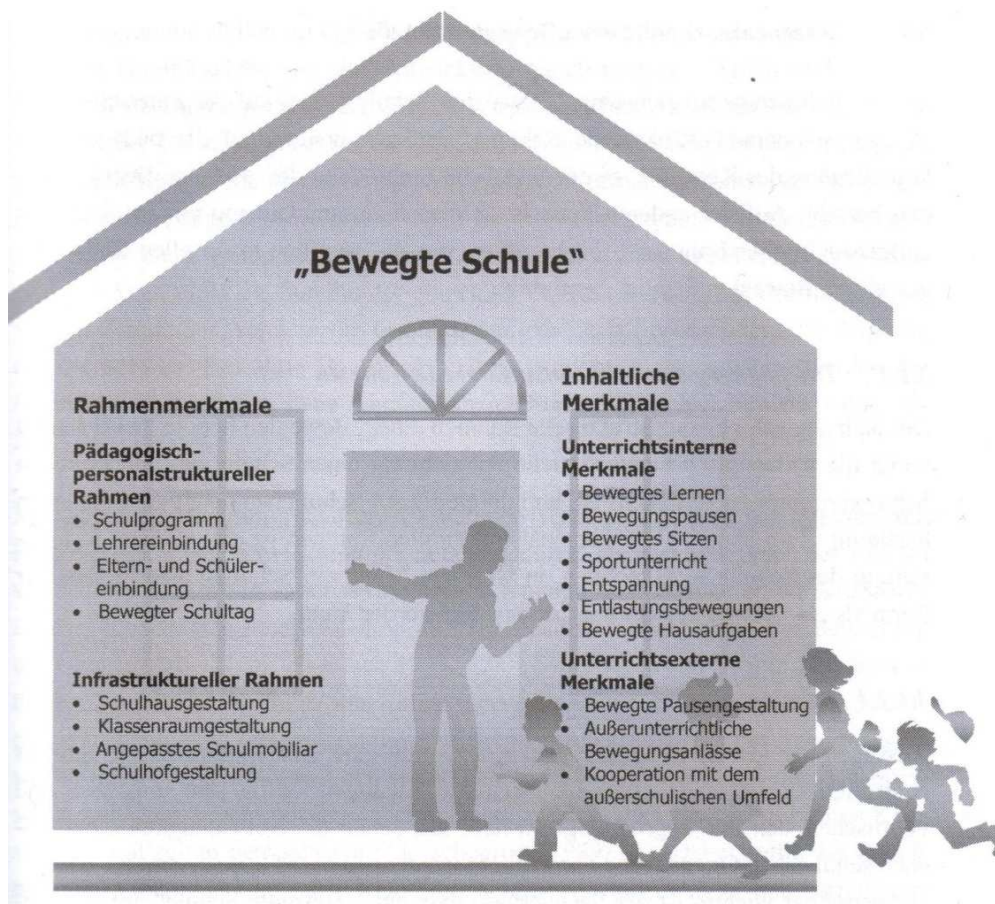 „Bewegte Schule“
Rahmenmerkmale
Pädagogisch-
personalstruktureller
Rahmen
• Schulprogramm
• Lehrereinbindung
• Eltern- und Schüler-
einbindung
• Bewegter Schultag
Infrastruktureller Rahmen
• Schulhausgestaltung
• Klassenraumgestaltung
• Angepasstes Schulmobiliar
• Schulhofgestaltung
Inhaltliche
Merkmale
Unterrichtsinterne
Merkmale
• Bewegtes Lernen
• Bewegungspausen
• Bewegtes Sitzen
• Sportunterricht
• Entspannung
• Entlastungsbewegungen
• Bewegte Hausaufgaben
Unterrichtsexterne
Merkmale
• Bewegte Pausengestaltung
• Außerunterrichtliche
Bewegungsanlässe
• Kooperation mit dem
außerschulischen Umfeld